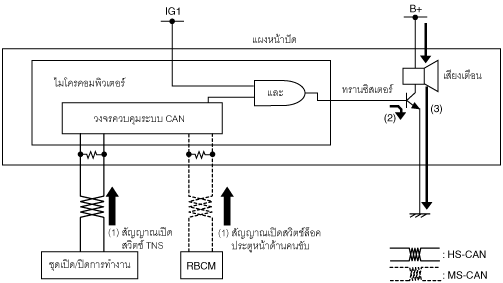 IG1
B+
แผงหน้าปัด
ไมโครคอมพิวเตอร์
และ
ทรานซิสเตอร์
เสียงเตือน
วงจรควบคุมระบบ CAN
(2)
(3)
(1) สัญญาณเปิด
สวิตช์ TNS
(1) สัญญาณเปิดสวิตช์ล็อค
ประตูหน้าด้านคนขับ
ชุดเปิด/ปิดการทำงาน
RBCM
: HS-CAN
: MS-CAN